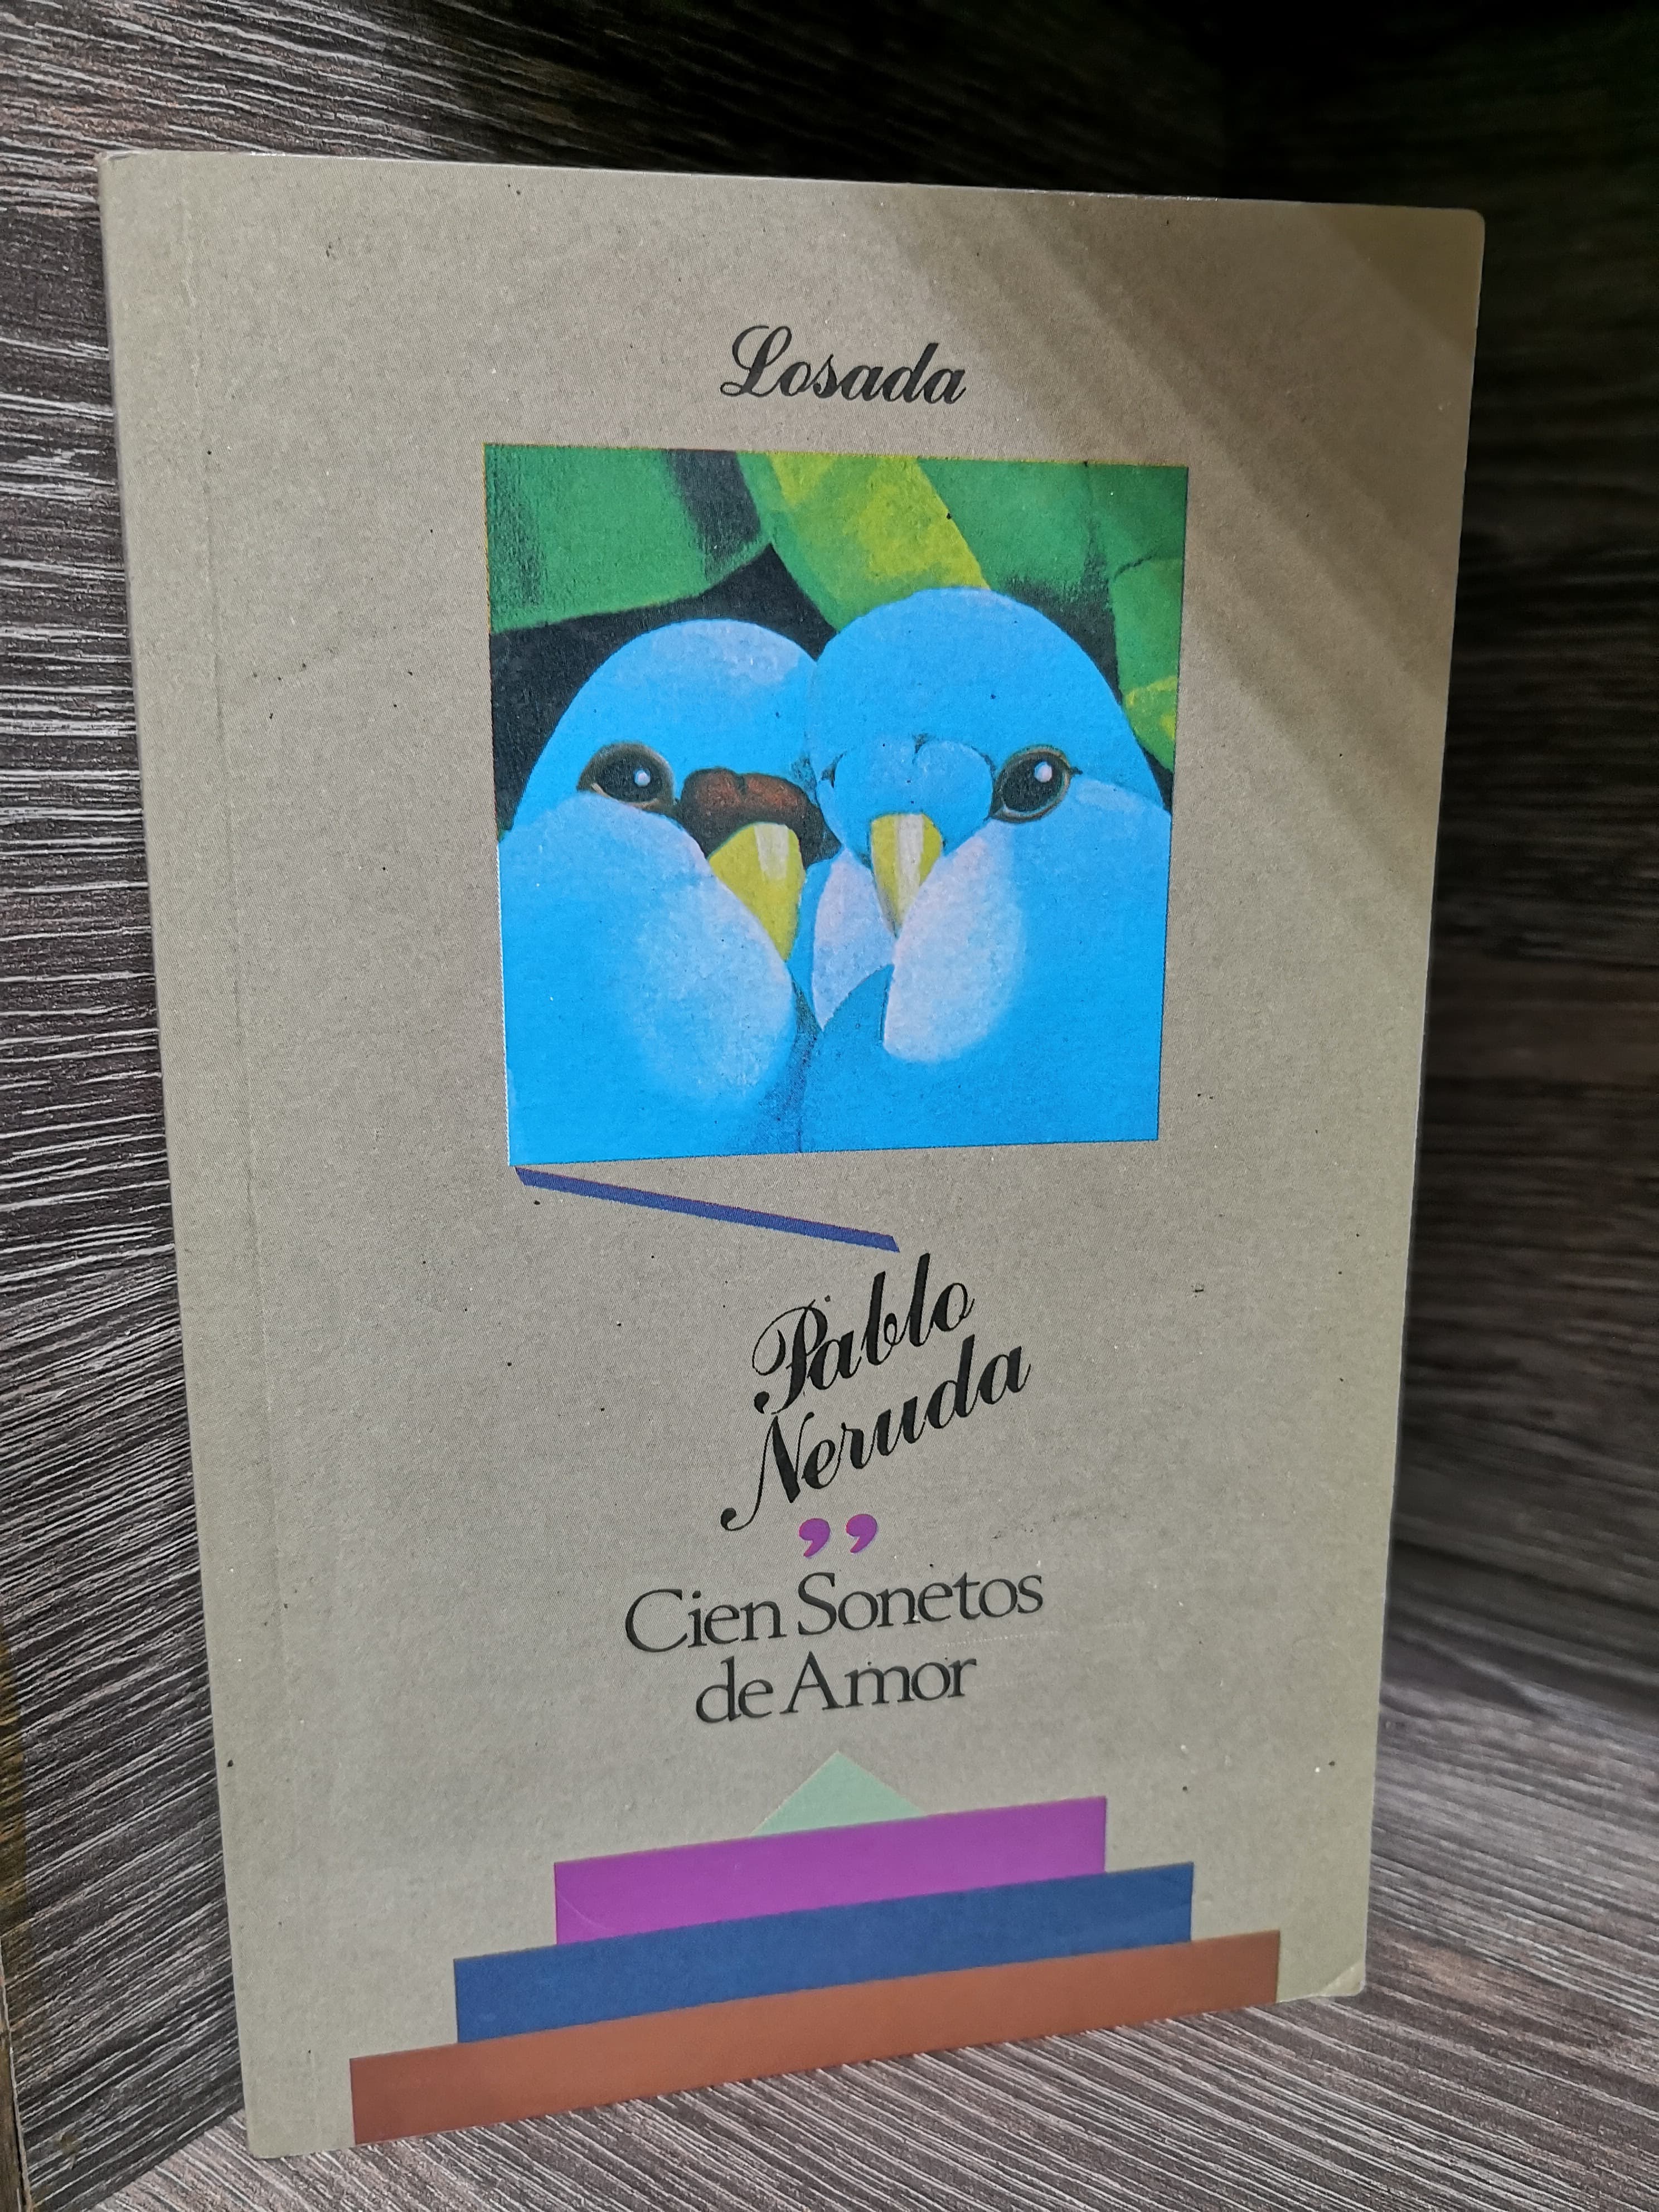 Losada
Pablo
Neruda
”
Cien Sonetos
de Amor